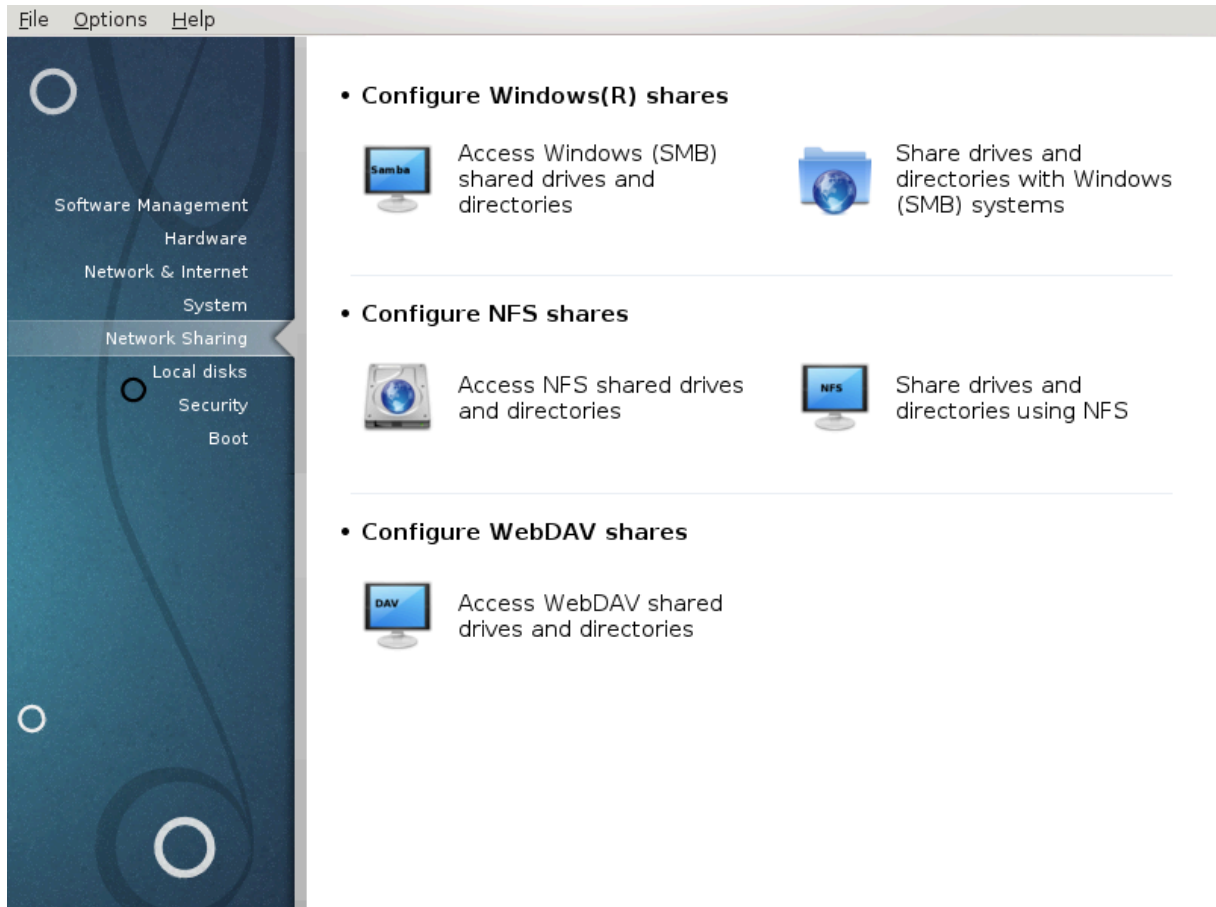 File Options Help
Software Management
Hardware
Network & Internet
System
Network Sharing
Local disks
Security
Boot
• Configure Windows(R) shares
Samba
Access Windows (SMB)
shared drives and
directories
Share drives and
directories with Windows
(SMB) systems
• Configure NFS shares
Access NFS shared drives
and directories
NFS
Share drives and
directories using NFS
• Configure WebDAV shares
DAV
Access WebDAV shared
drives and directories